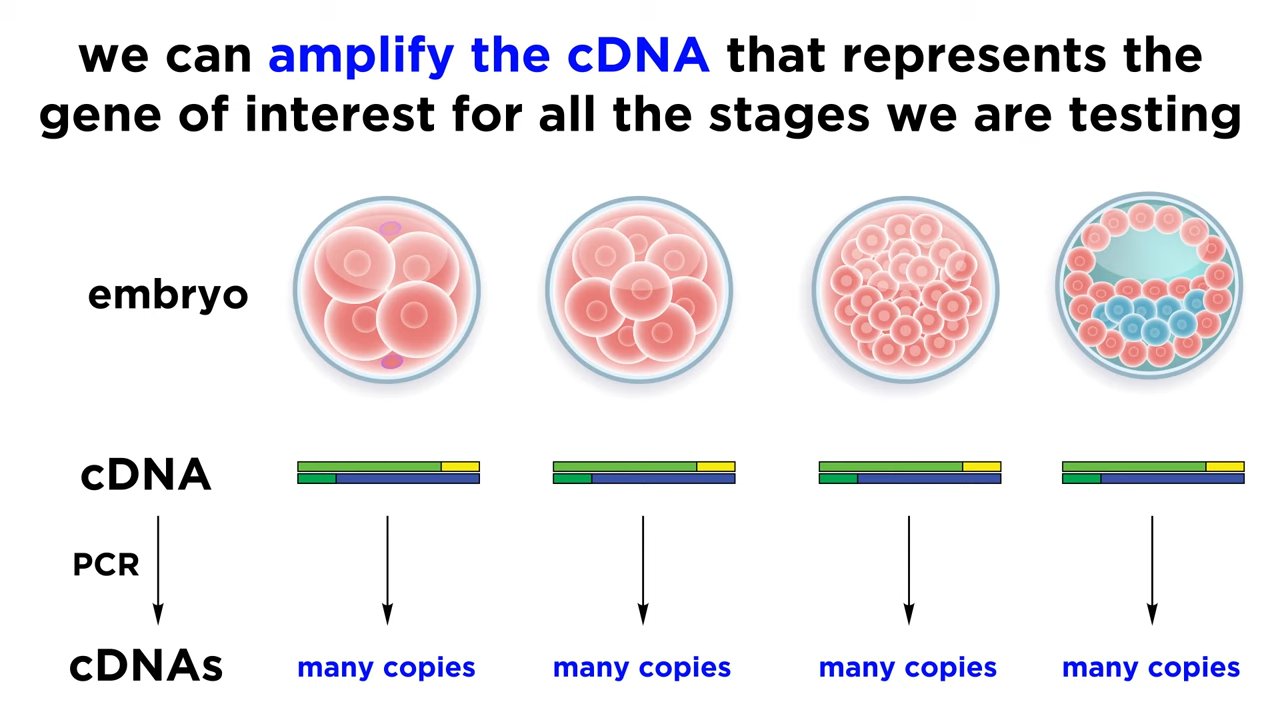 we can amplify the cDNA that represents the
gene of interest for all the stages we are testing
embryo
cDNA
PCR
cDNAs
many copies
many copies
many copies
many copies